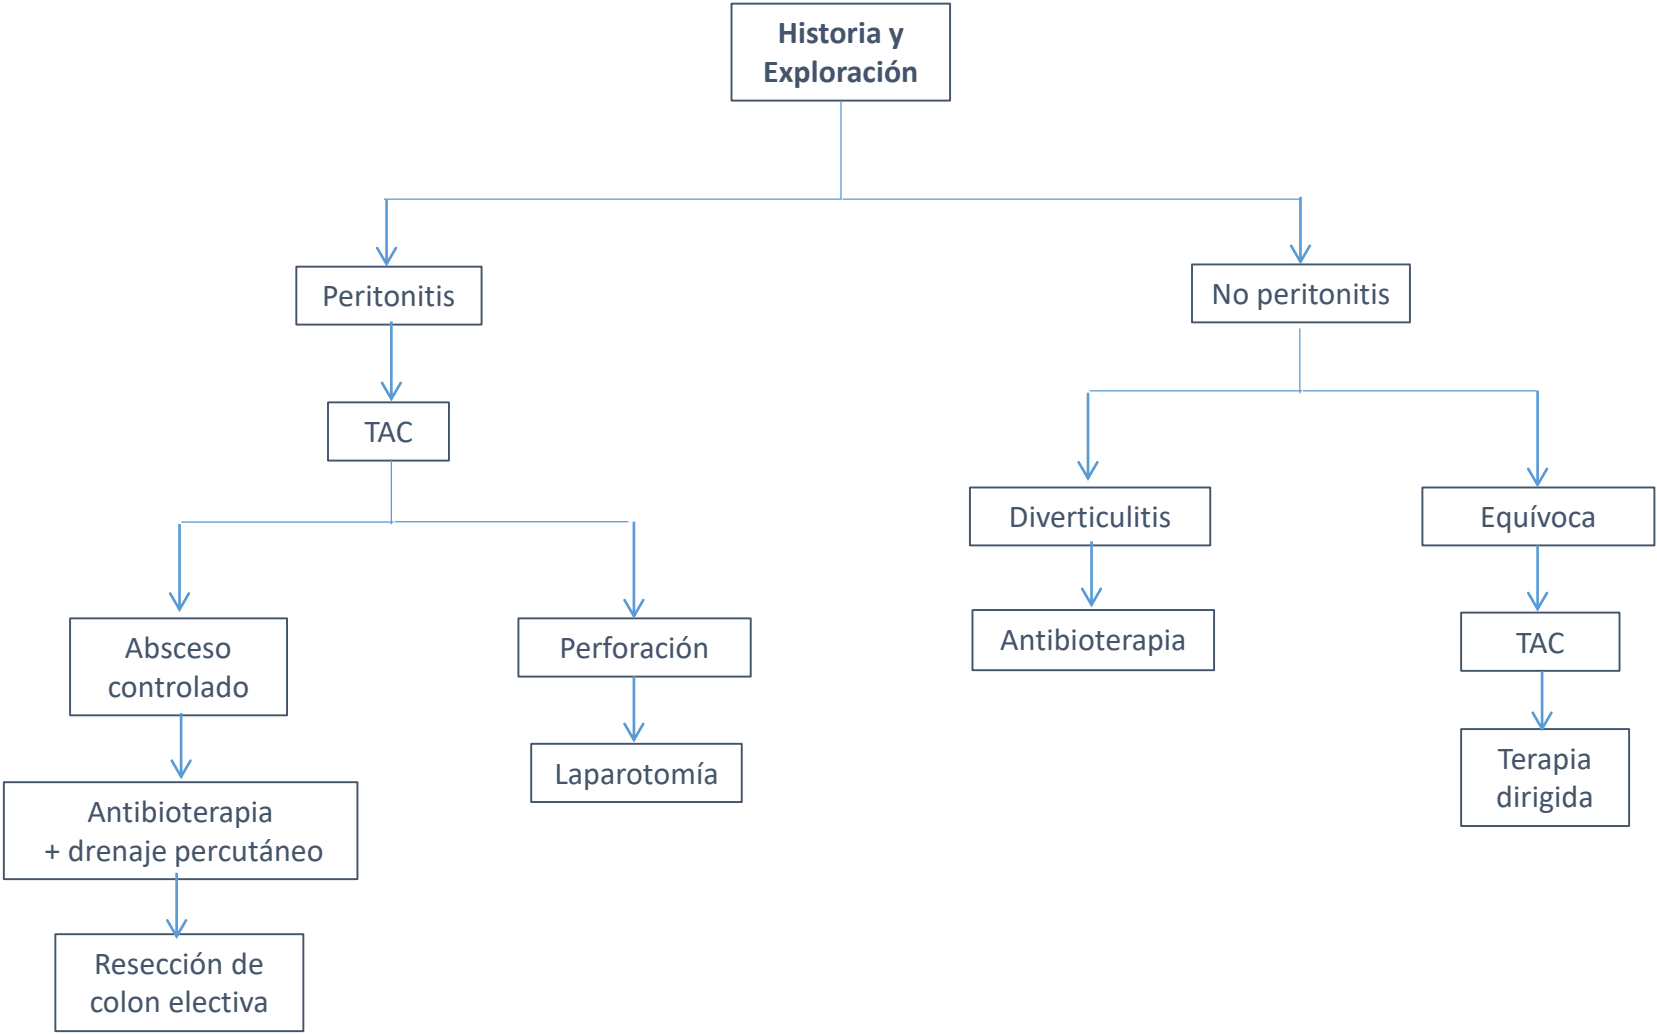 Historia y
Exploración
Peritonitis
No peritonitis
TAC
Diverticulitis
Equívoca
Absceso
controlado
Perforación
Antibioterapia
TAC
Laparotomía
Terapia
dirigida
Antibioterapia
+ drenaje percutáneo
Resección de
colon electiva